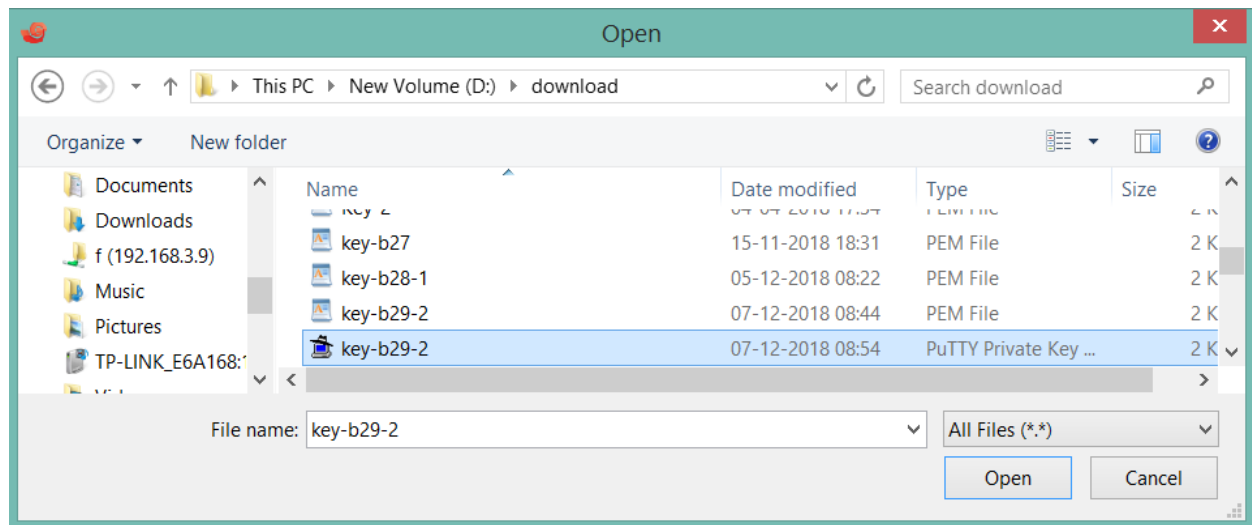 Open
This PC New Volume (D:) download
Search download
Organize New folder
Name Date modified Type Size
Documents
Downloads
f (192.168.3.9)
Music
Pictures
TP-LINK_E6A168:
key-b27 15-11-2018 18:31 PEM File 2 K
key-b28-1 05-12-2018 08:22 PEM File 2 K
key-b29-2 07-12-2018 08:44 PEM File 2 K
key-b29-2 07-12-2018 08:54 PuTTY Private Key ... 2 K
File name: key-b29-2 All Files (*.*)
Open Cancel